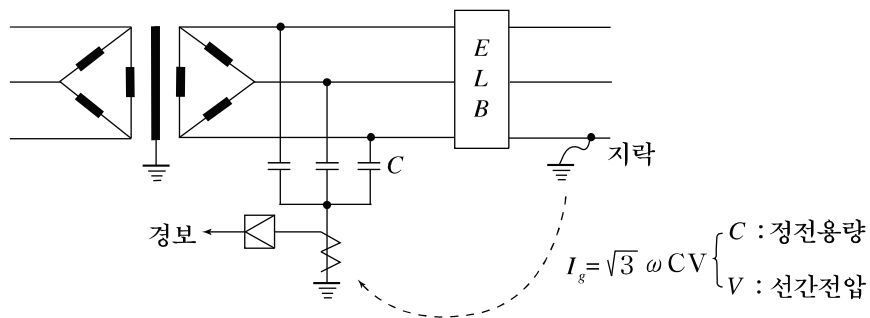 E
L
B
C
지락
경보
I_g = √3 ωCV
C : 정전용량
V : 선간전압